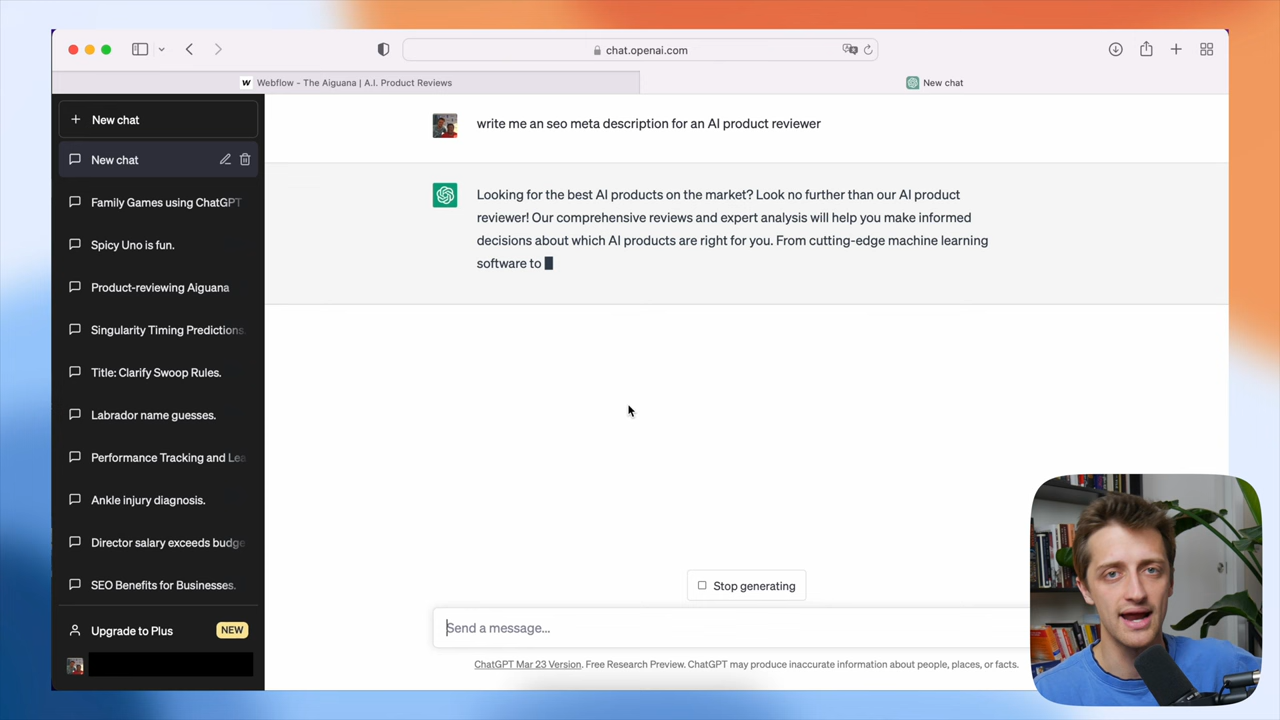 chat.openai.com
W Webflow - The Aiguana | A.I. Product Reviews
New chat
+ New chat
New chat
Family Games using ChatGPT
Spicy Uno is fun.
Product-reviewing Aiguana
Singularity Timing Predictions.
Title: Clarify Swoop Rules.
Labrador name guesses.
Performance Tracking and Lea
Ankle injury diagnosis.
Director salary exceeds budge
SEO Benefits for Businesses.
Upgrade to Plus NEW
write me an seo meta description for an AI product reviewer
Looking for the best AI products on the market? Look no further than our AI product
reviewer! Our comprehensive reviews and expert analysis will help you make informed
decisions about which AI products are right for you. From cutting-edge machine learning
software to
Stop generating
Send a message...
ChatGPT Mar 23 Version. Free Research Preview. ChatGPT may produce inaccurate information about people, places, or facts.